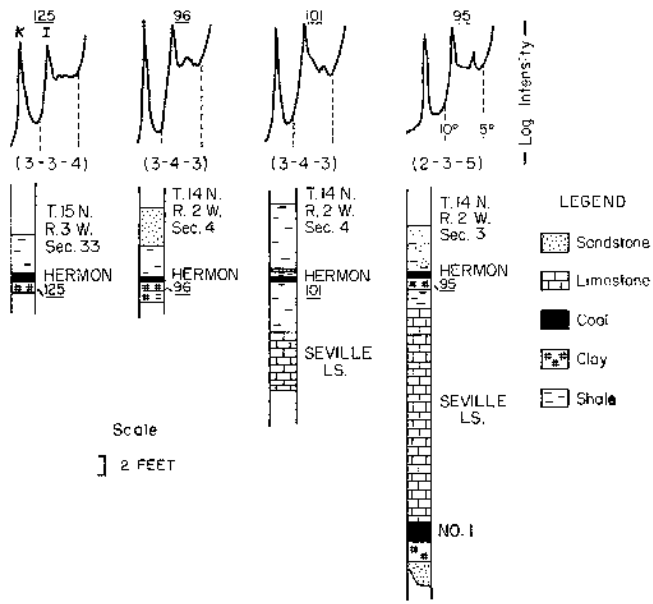 125 96 101 95
K I
10° 5°
Log Intensity
(3-3-4) (3-4-3) (3-4-3) (2-3-5)
T. 15 N.
R. 3 W.
Sec. 33
HERMON
125
T. 14 N.
R. 2 W.
Sec. 4
HERMON
96
T. 14 N.
R. 2 W.
Sec. 4
HERMON
101
SEVILLE
LS.
T. 14 N.
R. 2 W.
Sec. 3
HERMON
95
SEVILLE
LS.
NO. 1
LEGEND
Sandstone
Limestone
Coal
Clay
Shale
Scale
2 FEET